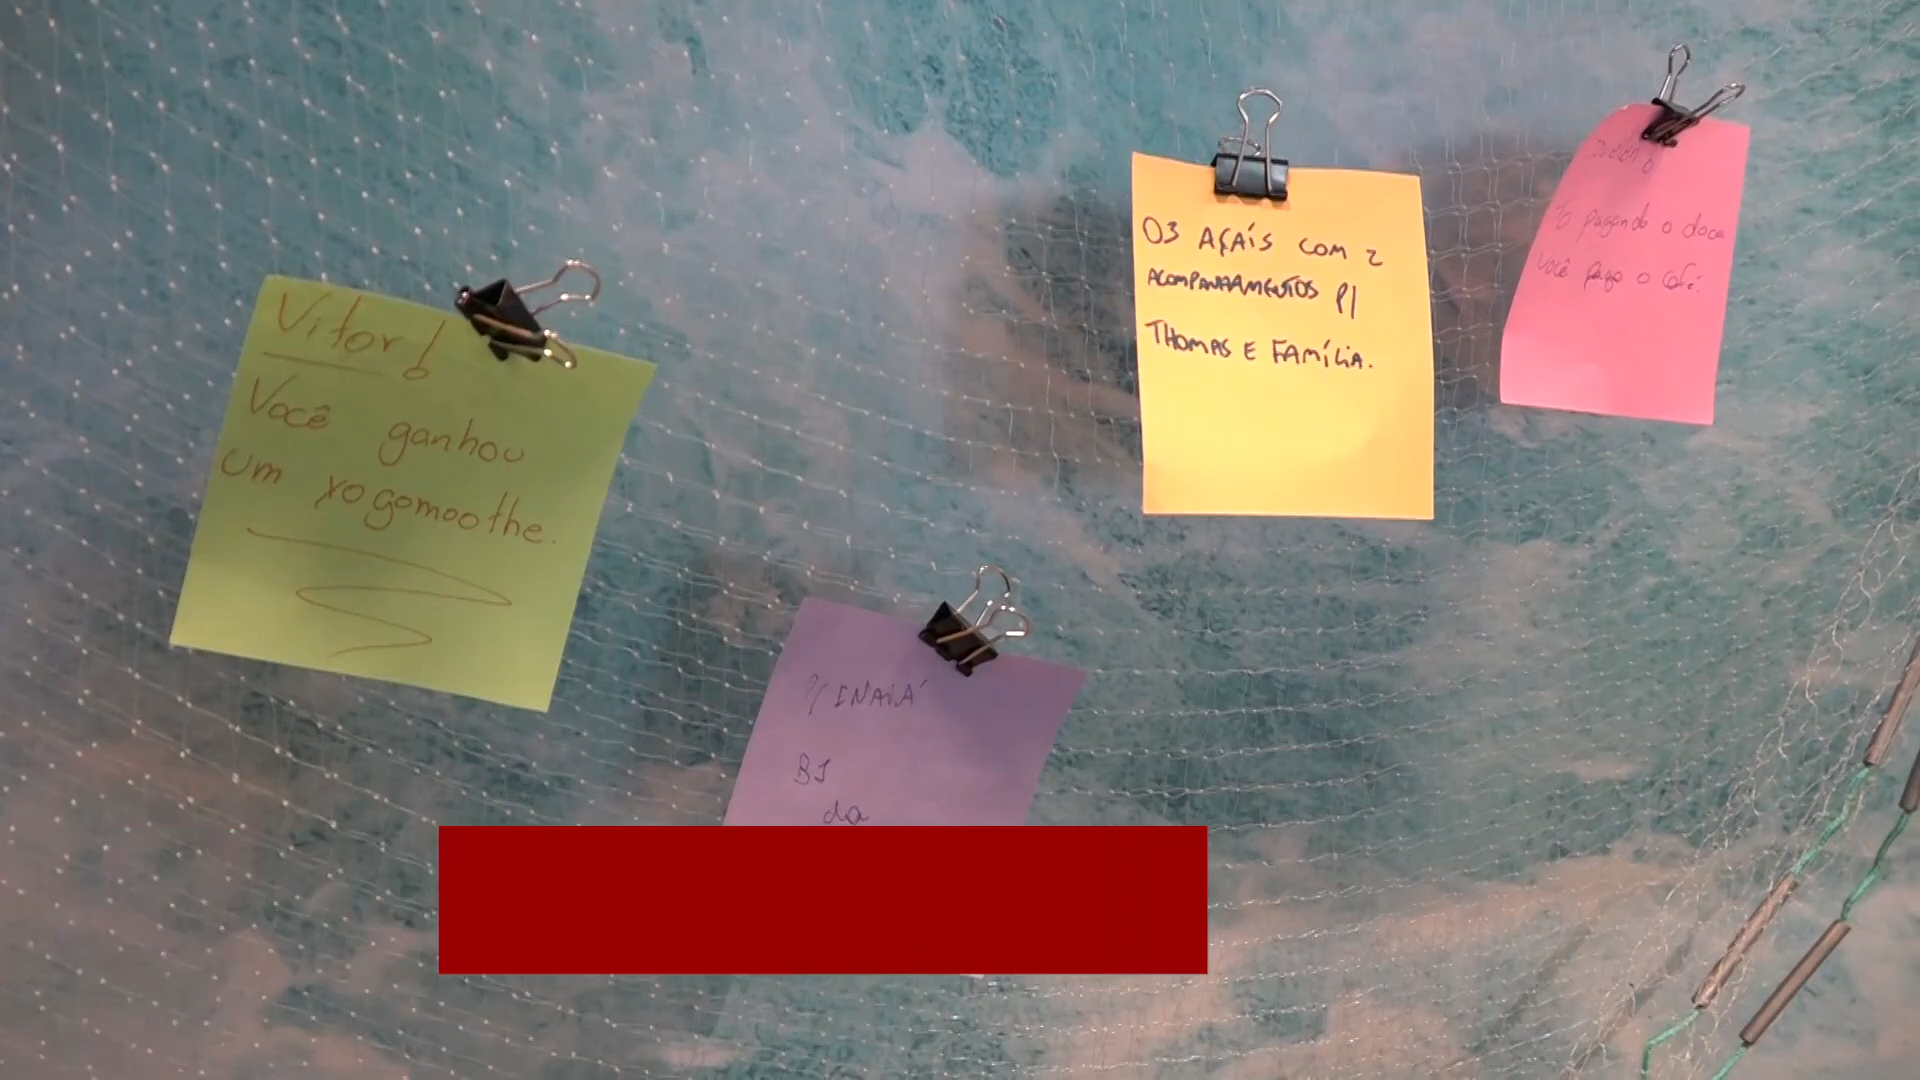 Vitor!
Você ganhou
um yogomoothe.
03 AÇAÍS COM 2
ACOMPANHAMENTOS P/
THOMAS E FAMÍLIA.
Tô pagando o doce
você paga o café.
P/
BJ
da